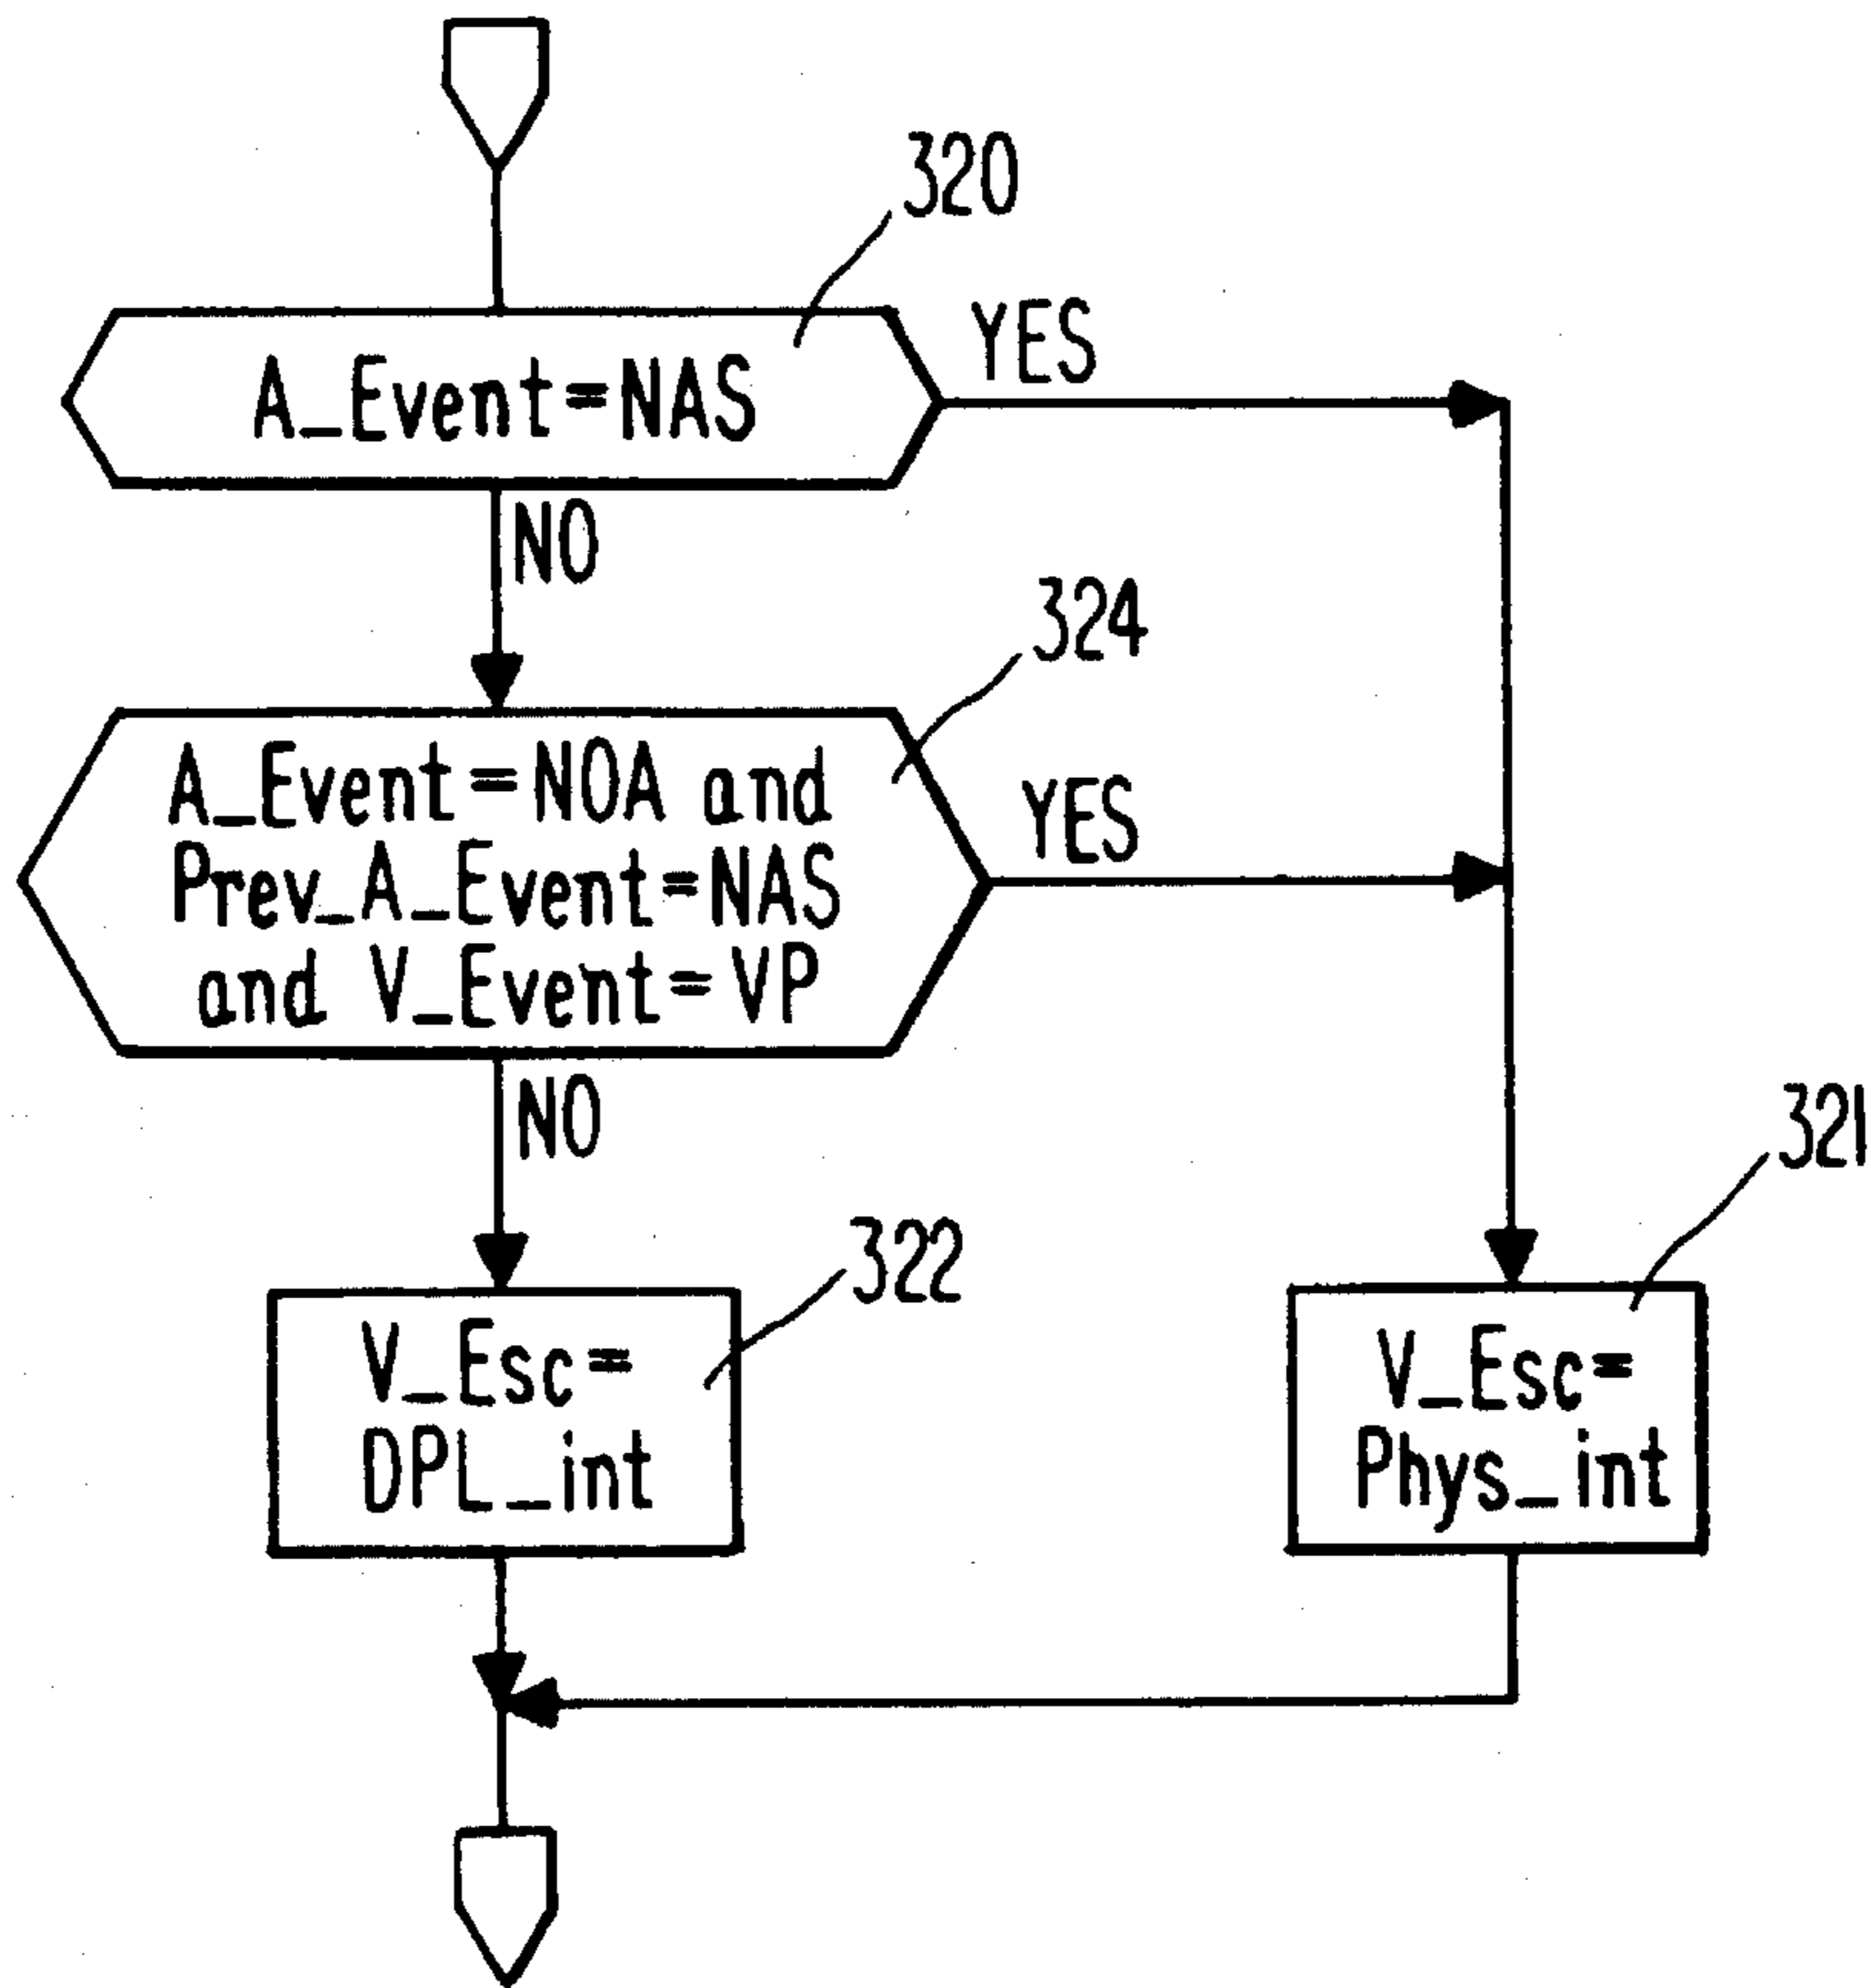 320
A_Event=NAS
YES
NO
324
A_Event=NOA and
Prev_A_Event=NAS
and V_Event=VP
YES
NO
321
322
V_Esc=
DPL_int
V_Esc=
Phys_int